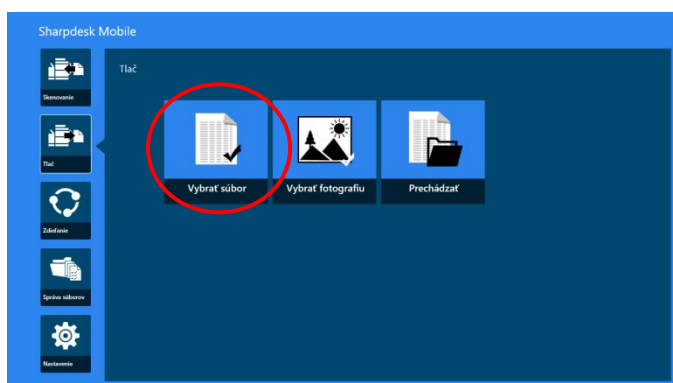 Sharpdesk Mobile
Skenovanie
Tlač
Zdieľanie
Správa súborov
Nastavenie
Tlač
Vybrať súbor
Vybrať fotografiu
Prechádzať